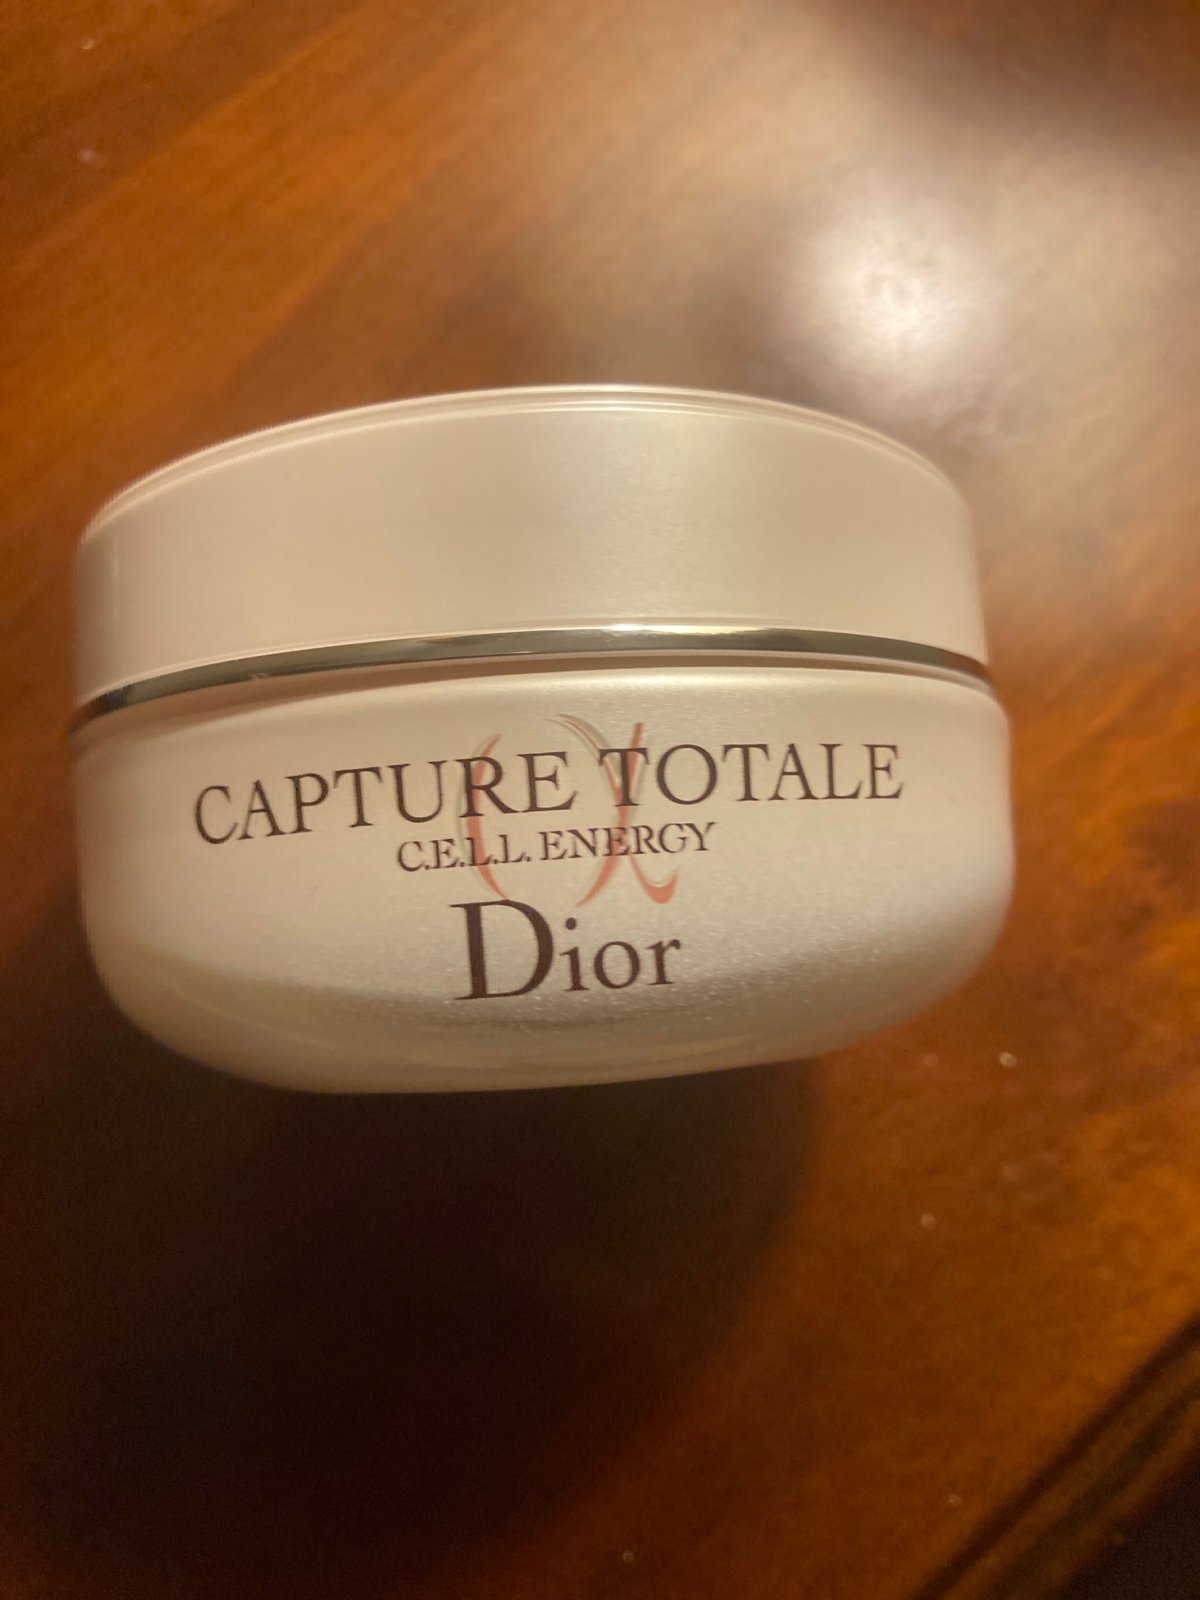 CAPTURE TOTALE
C.E.L.L. ENERGY
Dior